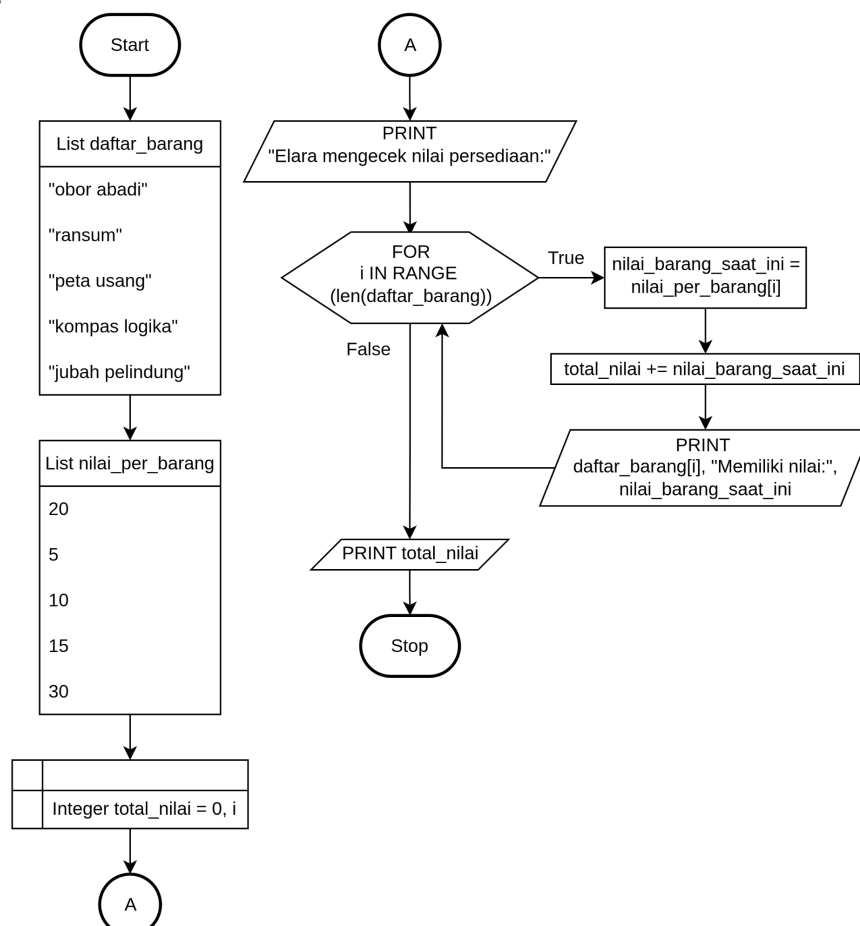 Start
List daftar_barang
"obor abadi"
"ransum"
"peta usang"
"kompas logika"
"jubah pelindung"
List nilai_per_barang
20
5
10
15
30
Integer total_nilai = 0, i
A
A
PRINT
"Elara mengecek nilai persediaan:"
FOR
i IN RANGE
(len(daftar_barang))
True
nilai_barang_saat_ini =
nilai_per_barang[i]
total_nilai += nilai_barang_saat_ini
PRINT
daftar_barang[i], "Memiliki nilai:",
nilai_barang_saat_ini
False
PRINT total_nilai
Stop